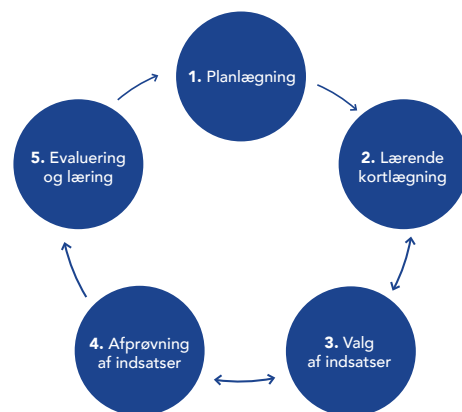 1. Planlægning
2. Lærende
kortlægning
3. Valg
af indsatser
4. Afprøvning
af indsatser
5. Evaluering
og læring